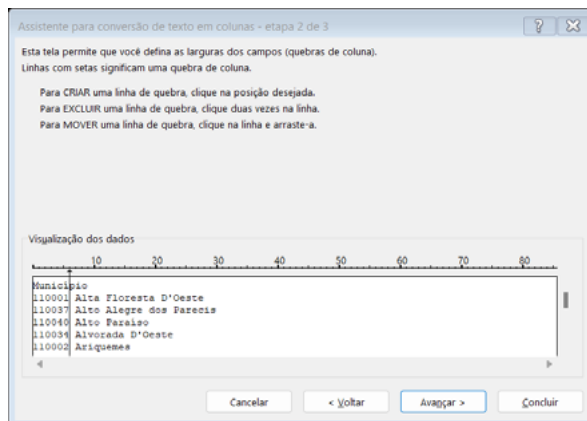 Assistente para conversão de texto em colunas - etapa 2 de 3
Esta tela permite que você defina as larguras dos campos (quebras de coluna).
Linhas com setas significam uma quebra de coluna.
Para CRIAR uma linha de quebra, clique na posição desejada.
Para EXCLUIR uma linha de quebra, clique duas vezes na linha.
Para MOVER uma linha de quebra, clique na linha e arraste-a.
Visualização dos dados
10 20 30 40 50 60 70 80
Município
110001 Alta Floresta D'Oeste
110037 Alto Alegre dos Parecis
110040 Alto Paraíso
110034 Alvorada D'Oeste
110002 Ariquemes
Cancelar < Voltar Avançar > Concluir